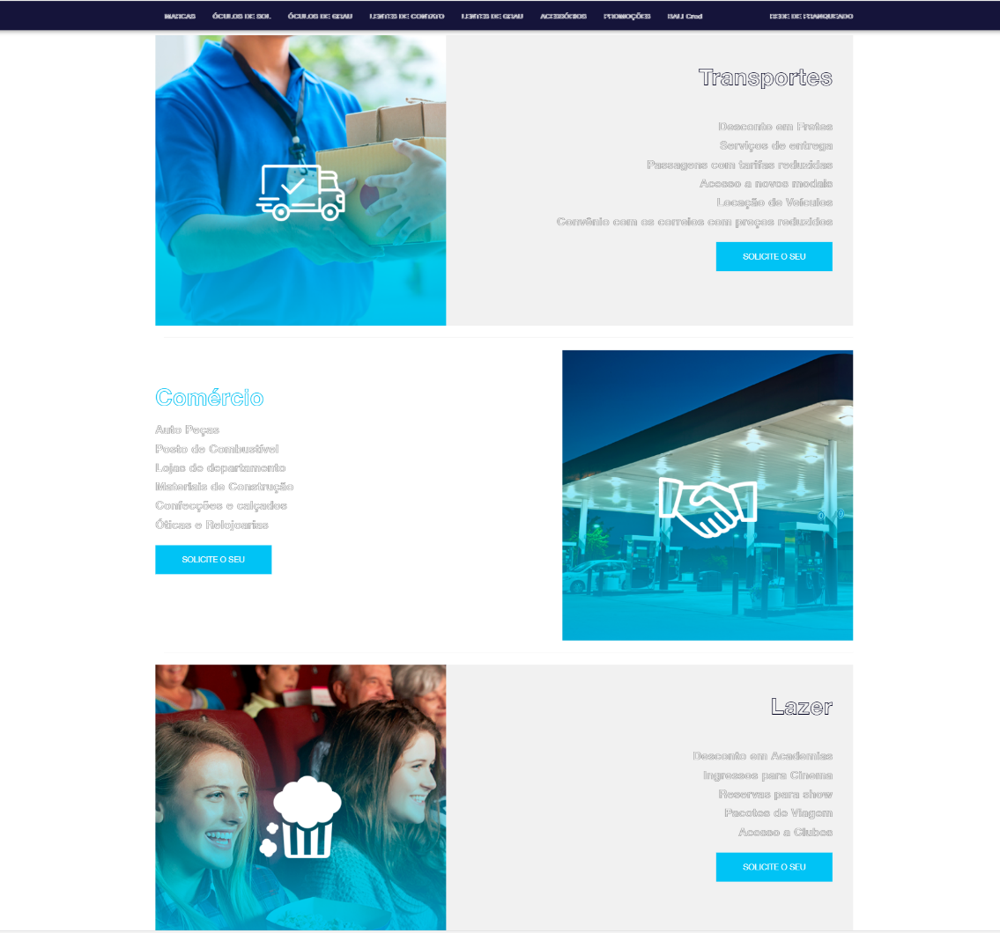 MARCAS ÓCULOS DE SOL ÓCULOS DE GRAU LENTES DE CONTATO LENTES DE GRAU ACESSÓRIOS PROMOÇÕES BALI Cred REDE DE FRANQUEADO
Transportes
Desconto em Fretes
Serviços de entrega
Passagens com tarifas reduzidas
Acesso a novos modais
Locação de Veículos
Convênio com os correios com preços reduzidos
SOLICITE O SEU
Comércio
Auto Peças
Posto de Combustível
Lojas de departamento
Materiais de Construção
Confecções e calçados
Óticas e Relojoarias
SOLICITE O SEU
Lazer
Desconto em Academias
Ingressos para Cinema
Reservas para show
Pacotes de Viagem
Acesso a Clubes
SOLICITE O SEU